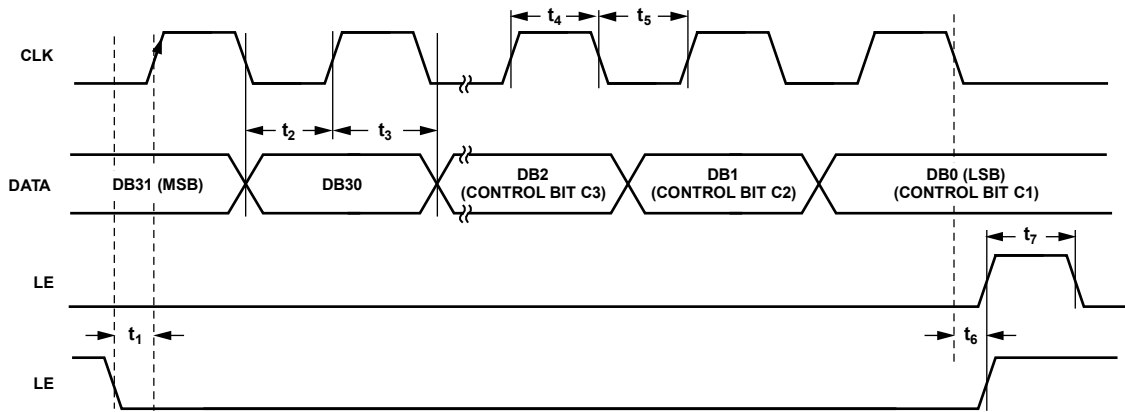 t4
t5
CLK
t2
t3
DATA
DB31 (MSB)
DB30
DB2
(CONTROL BIT C3)
DB1
(CONTROL BIT C2)
DB0 (LSB)
(CONTROL BIT C1)
t7
LE
t1
t6
LE